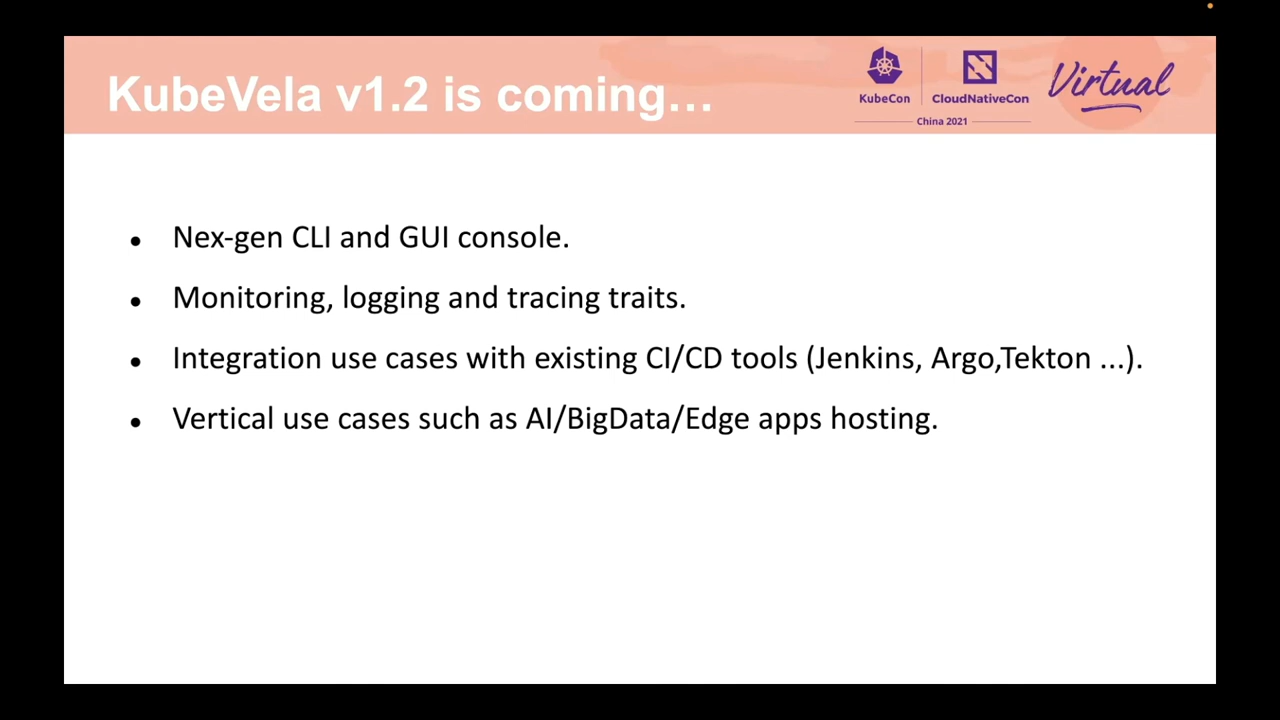 KubeVela v1.2 is coming...
KubeCon
CloudNativeCon
China 2021
Virtual
• Nex-gen CLI and GUI console.
• Monitoring, logging and tracing traits.
• Integration use cases with existing CI/CD tools (Jenkins, Argo,Tekton ...).
• Vertical use cases such as AI/BigData/Edge apps hosting.